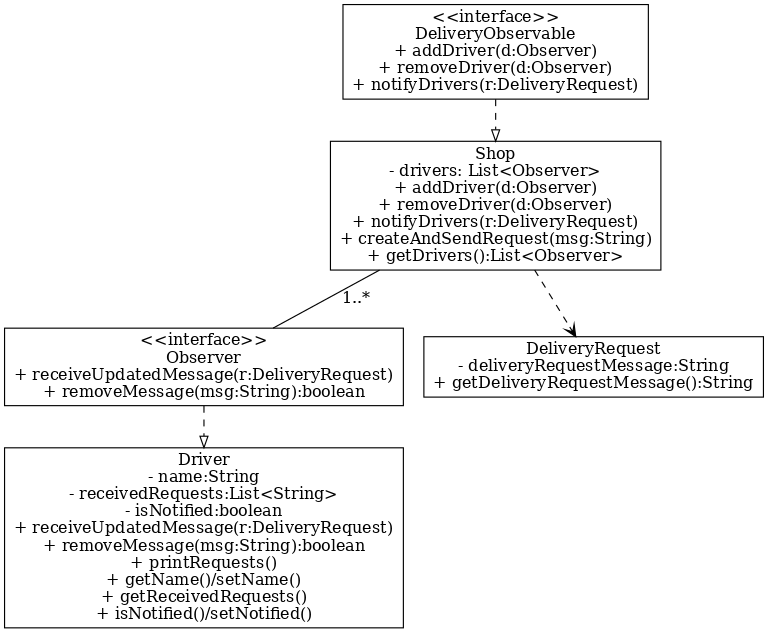 <<interface>>
DeliveryObservable
+ addDriver(d:Observer)
+ removeDriver(d:Observer)
+ notifyDrivers(r:DeliveryRequest)
Shop
- drivers: List<Observer>
+ addDriver(d:Observer)
+ removeDriver(d:Observer)
+ notifyDrivers(r:DeliveryRequest)
+ createAndSendRequest(msg:String)
+ getDrivers():List<Observer>
1..*
<<interface>>
Observer
+ receiveUpdatedMessage(r:DeliveryRequest)
+ removeMessage(msg:String):boolean
DeliveryRequest
- deliveryRequestMessage:String
+ getDeliveryRequestMessage():String
Driver
- name:String
- receivedRequests:List<String>
- isNotified:boolean
+ receiveUpdatedMessage(r:DeliveryRequest)
+ removeMessage(msg:String):boolean
+ printRequests()
+ getName()/setName()
+ getReceivedRequests()
+ isNotified()/setNotified()